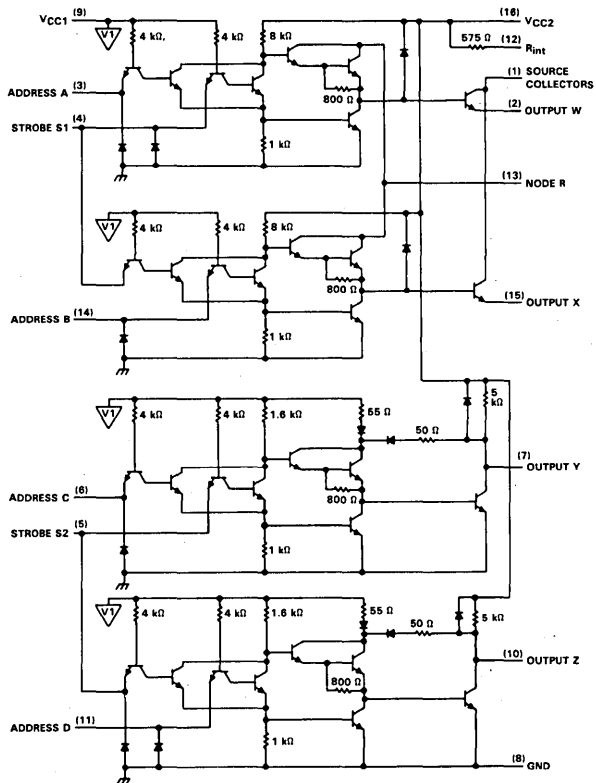 VCC1 (9)
(16) VCC2
V1
4 kΩ
4 kΩ
8 kΩ
575 Ω
(12) Rint
ADDRESS A (3)
(1) SOURCE COLLECTORS
800 Ω
(2) OUTPUT W
STROBE S1 (4)
1 kΩ
(13) NODE R
V1
4 kΩ
4 kΩ
8 kΩ
800 Ω
(15) OUTPUT X
ADDRESS B (14)
1 kΩ
V1
4 kΩ
4 kΩ
1.6 kΩ
55 Ω
5 kΩ
50 Ω
(7) OUTPUT Y
800 Ω
ADDRESS C (6)
STROBE S2 (5)
1 kΩ
V1
4 kΩ
4 kΩ
1.6 kΩ
55 Ω
5 kΩ
50 Ω
(10) OUTPUT Z
800 Ω
ADDRESS D (11)
1 kΩ
(8) GND